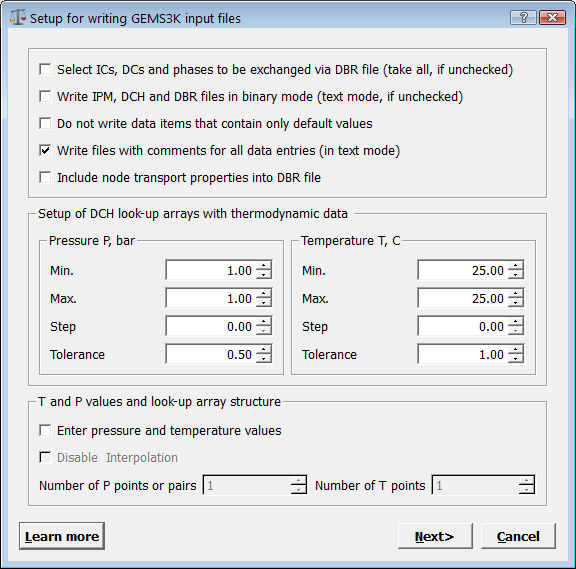 Setup for writing GEMS3K input files
Select ICs, DCs and phases to be exchanged via DBR file (take all, if unchecked)
Write IPM, DCH and DBR files in binary mode (text mode, if unchecked)
Do not write data items that contain only default values
Write files with comments for all data entries (in text mode)
Include node transport properties into DBR file
Setup of DCH look-up arrays with thermodynamic data
Pressure P, bar
Min. 1.00
Max. 1.00
Step 0.00
Tolerance 0.50
Temperature T, C
Min. 25.00
Max. 25.00
Step 0.00
Tolerance 1.00
T and P values and look-up array structure
Enter pressure and temperature values
Disable Interpolation
Number of P points or pairs 1 Number of T points 1
Learn more Next> Cancel